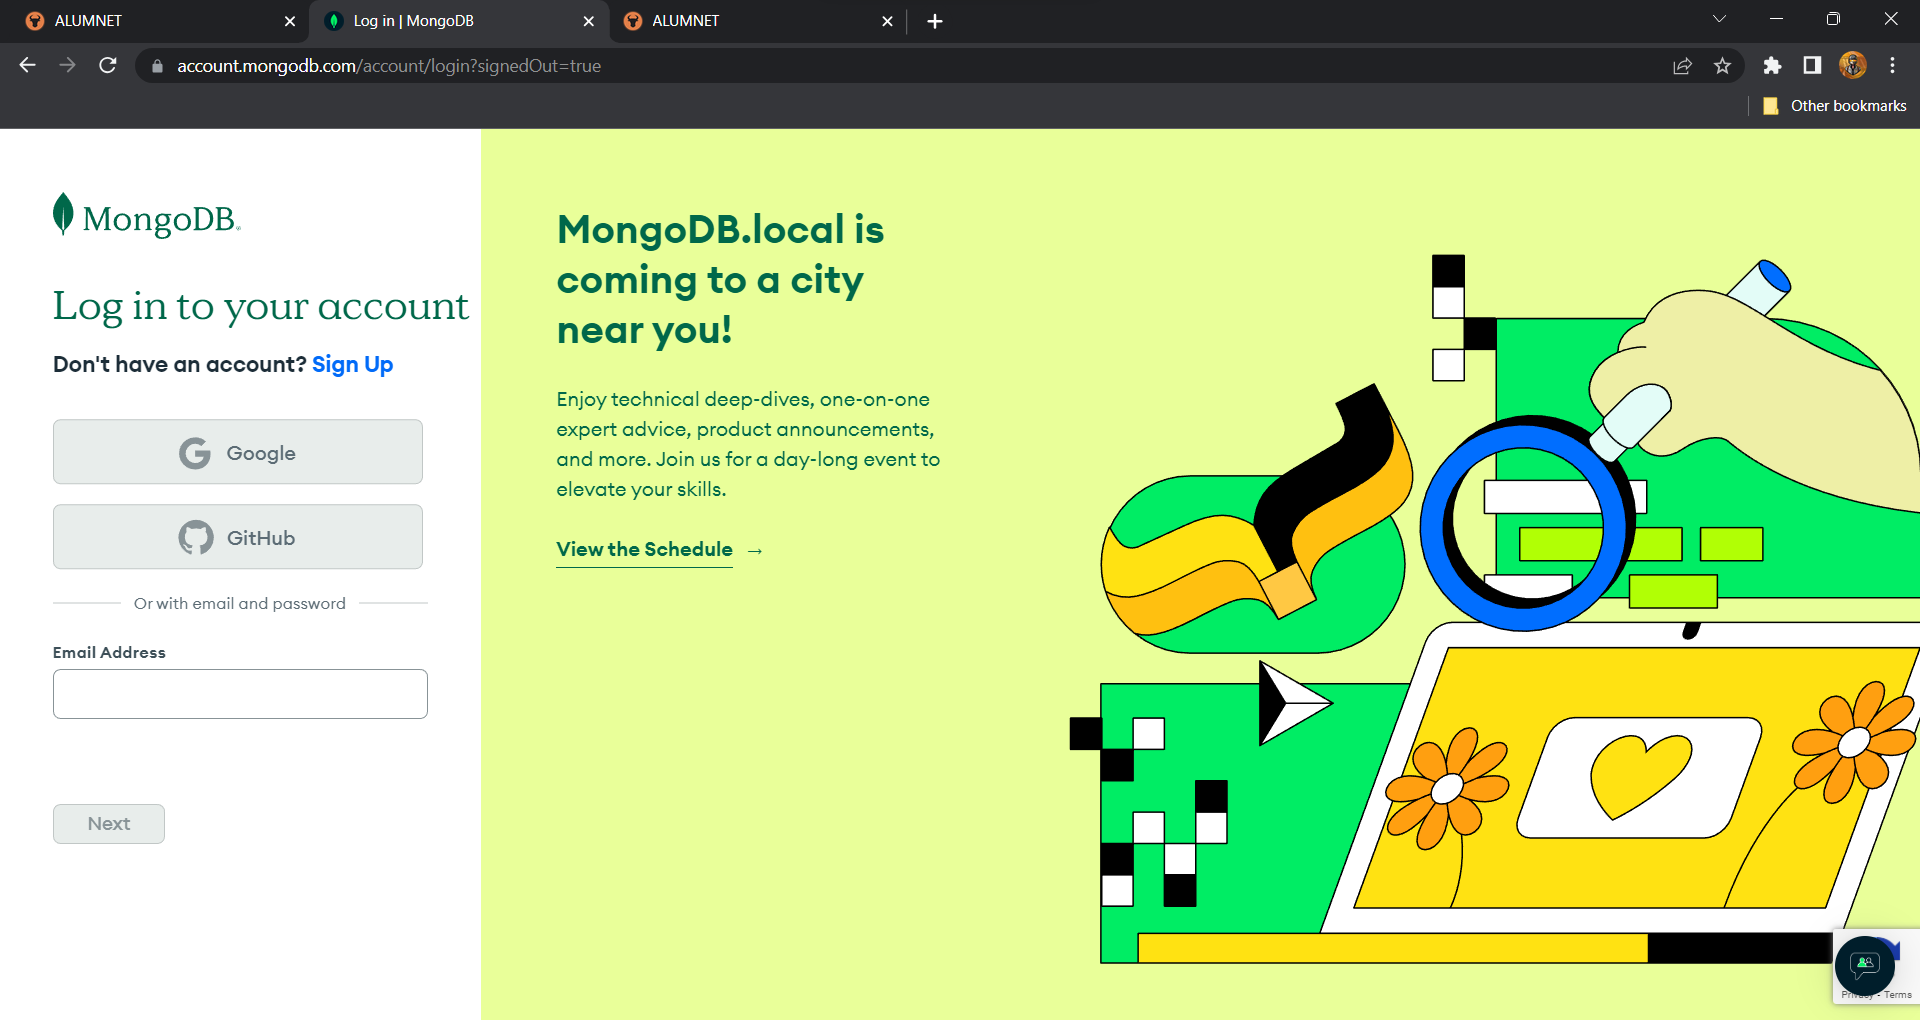 ALUMNET
Log in | MongoDB
ALUMNET
account.mongodb.com/account/login?signedOut=true
Other bookmarks
MongoDB
Log in to your account
Don't have an account? Sign Up
Google
GitHub
Or with email and password
Email Address
Next
MongoDB.local is
coming to a city
near you!
Enjoy technical deep-dives, one-on-one
expert advice, product announcements,
and more. Join us for a day-long event to
elevate your skills.
View the Schedule →
Privacy - Terms